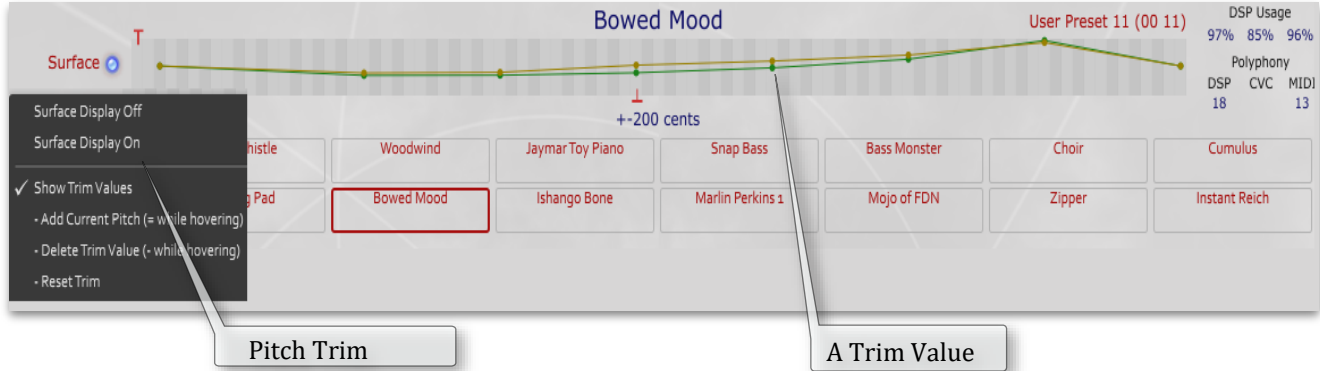 Bowed Mood
User Preset 11 (00 11)
DSP Usage
97% 85% 96%
Surface
Polyphony
DSP CVC MIDI
18 13
+-200 cents
Surface Display Off
Surface Display On
Show Trim Values
- Add Current Pitch (= while hovering)
- Delete Trim Value (- while hovering)
- Reset Trim
histle
Woodwind
Jaymar Toy Piano
Snap Bass
Bass Monster
Choir
Cumulus
g Pad
Bowed Mood
Ishango Bone
Marlin Perkins 1
Mojo of FDN
Zipper
Instant Reich
Pitch Trim
A Trim Value